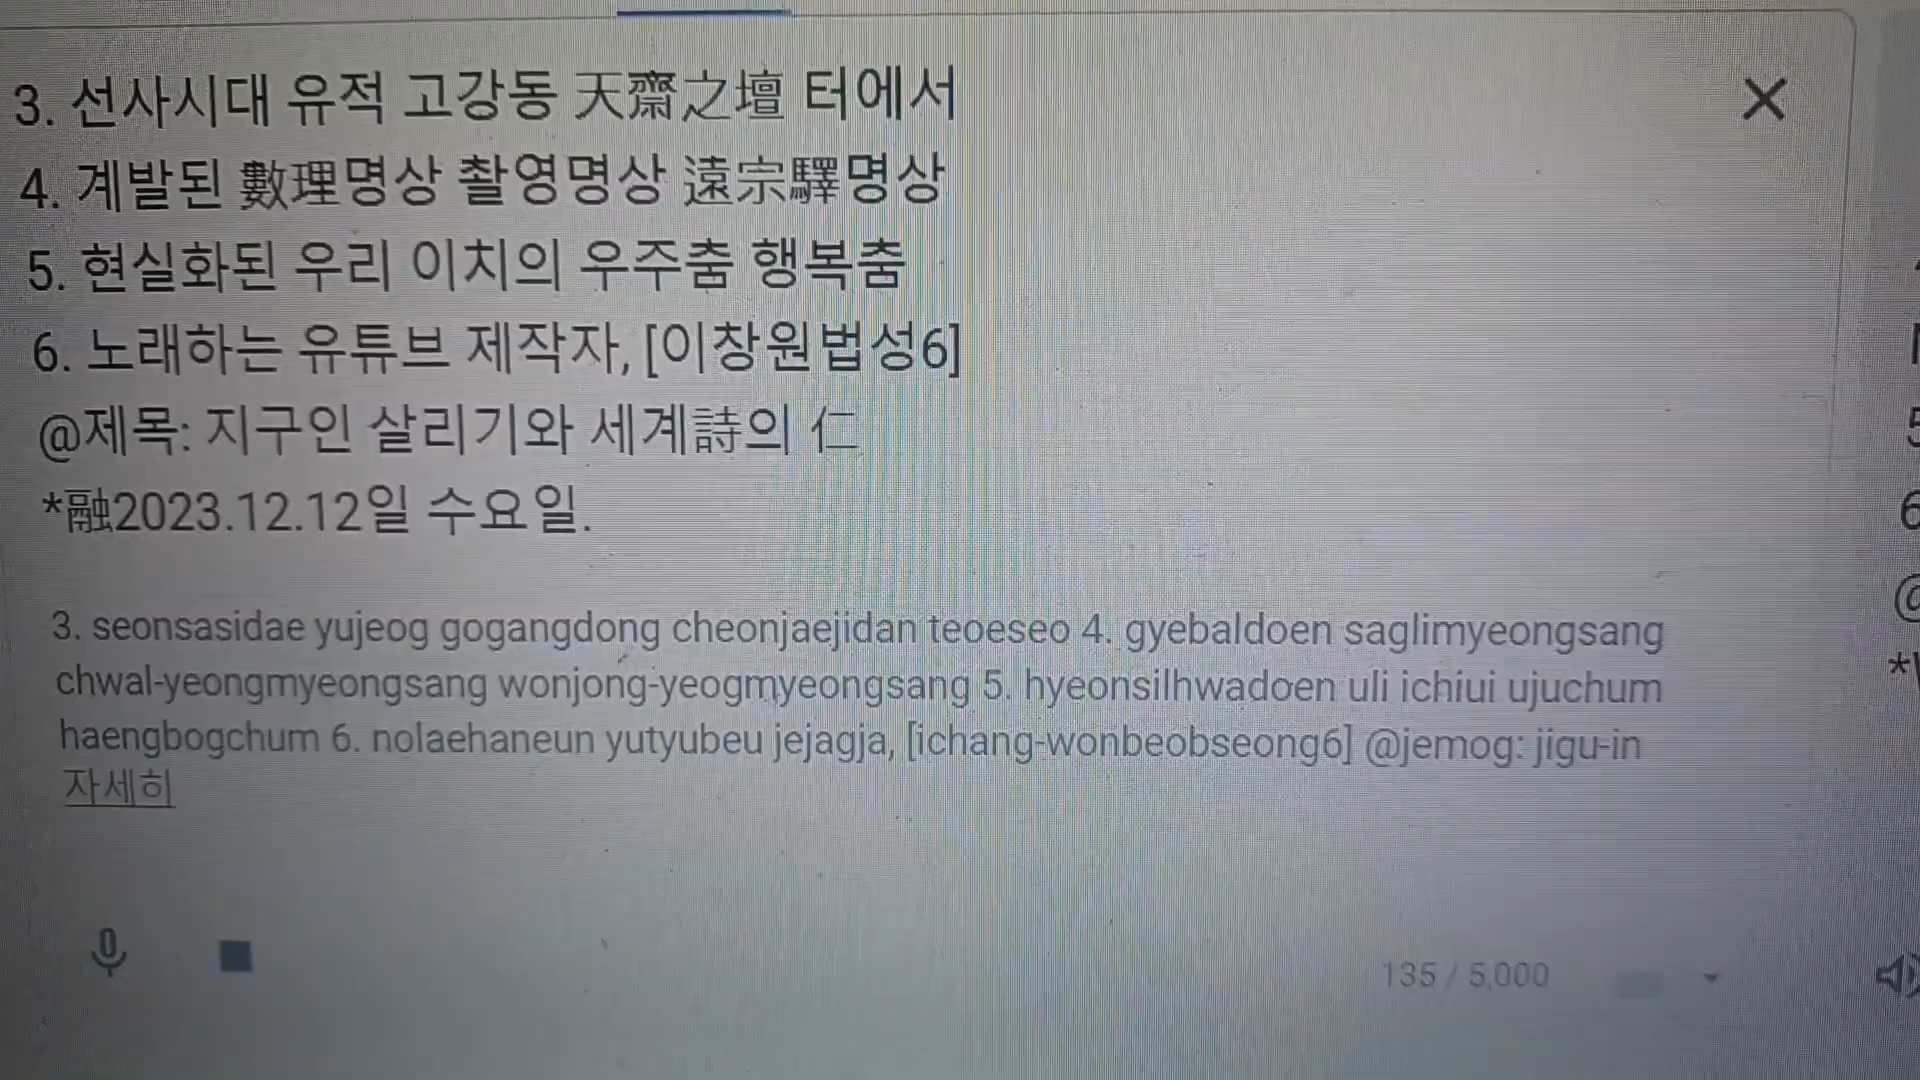 3. 선사시대 유적 고강동 天齋之壇 터에서
4. 계발된 數理명상 촬영명상 遠宗驛명상
5. 현실화된 우리 이치의 우주춤 행복춤
6. 노래하는 유튜브 제작자, [이창원법성6]
@제목: 지구인 살리기와 세계詩의 仁
*融2023.12.12일 수요일.
3. seonsasidae yujeog gogangdong cheonjaejidan teoeseo 4. gyebaldoen saglimyeongsang
chwal-yeongmyeongsang wonjong-yeogmyeongsang 5. hyeonsilhwadoen uli ichiui ujuchum
haengbogchum 6. nolaehaneun yutyubeu jejagja, [ichang-wonbeobseong6] @jemog: jigu-in
자세히
135 / 5,000